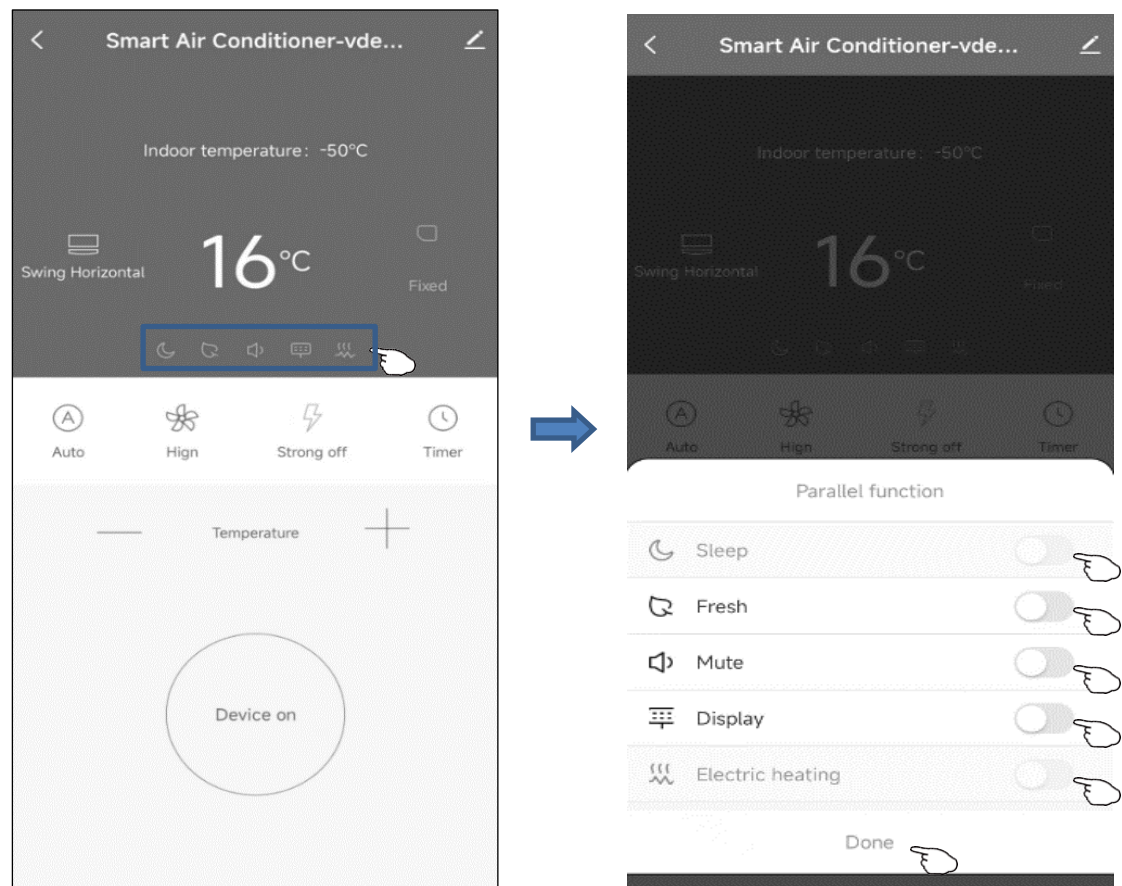 Smart Air Conditioner-vde...
Indoor temperature: -50°C
16°C
Swing Horizontal
Fixed
A
Auto
Hign
Strong off
Timer
Temperature
Device on
Smart Air Conditioner-vde...
Indoor temperature: -50°C
16°C
Swing Horizontal
Fixed
A
Auto
Hign
Strong off
Timer
Parallel function
Sleep
Fresh
Mute
Display
Electric heating
Done